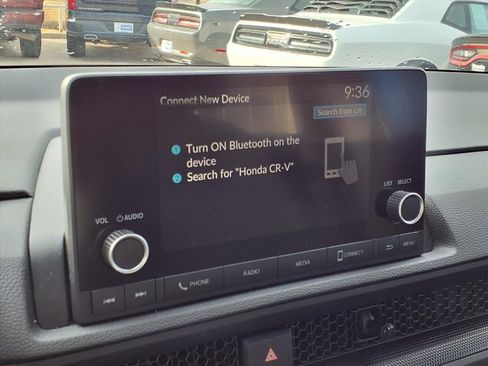 Connect New Device
9:36
Search from car
1 Turn ON Bluetooth on the
device
2 Search for "Honda CR-V"
VOL AUDIO
LIST SELECT
PHONE
RADIO
MEDIA
CONNECT
MENU